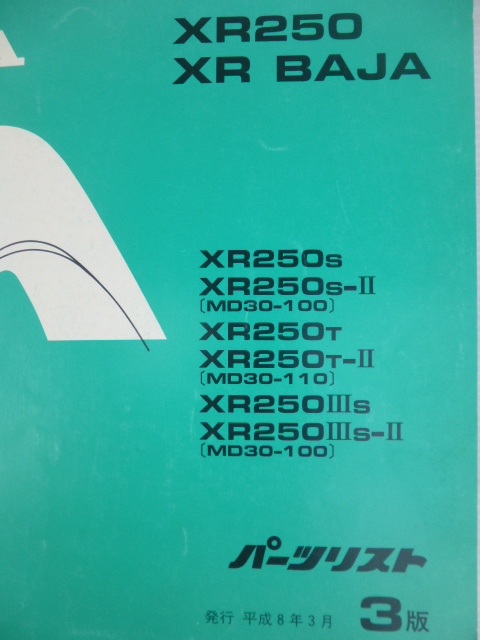 XR250
XR BAJA
XR250S
XR250S-II
〔MD30-100〕
XR250T
XR250T-II
〔MD30-110〕
XR250IIIS
XR250IIIS-II
〔MD30-100〕
パーツリスト
発行 平成8年3月 3版